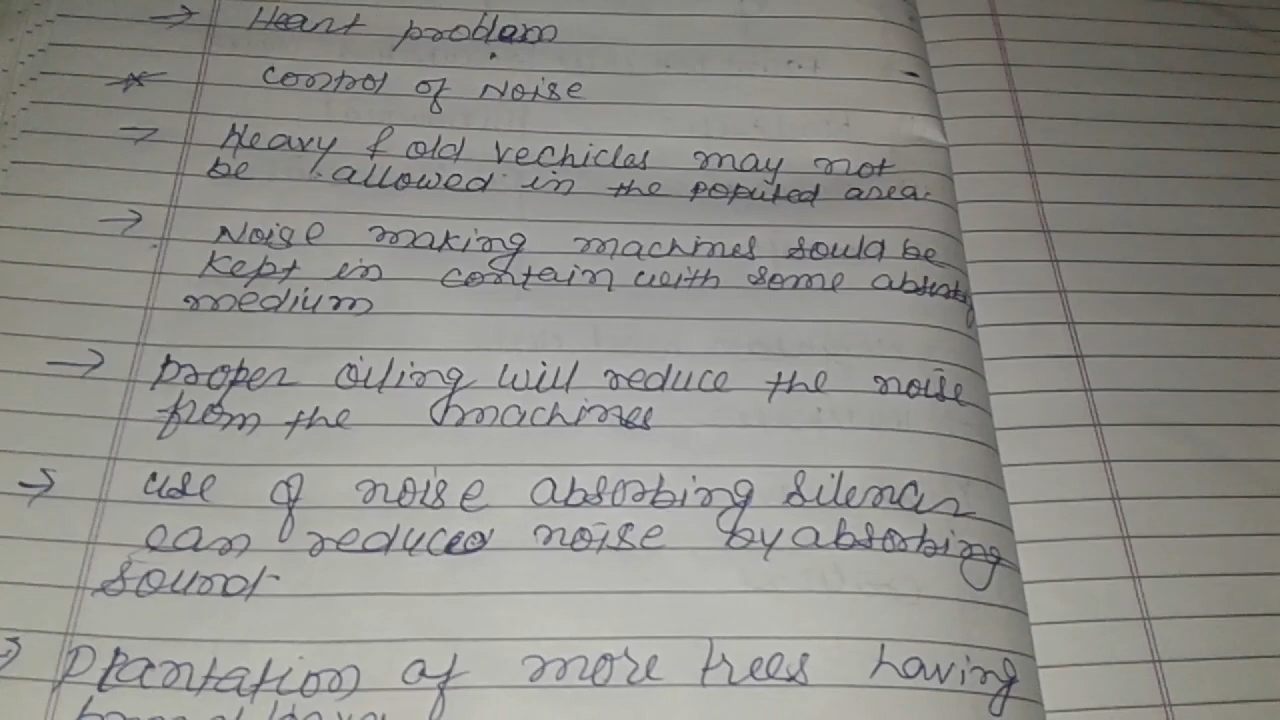 → Heart problam
* control of Noise
→ Heavy & old vechicles may not
be allowed in the populed area.
→ Noise making machines sould be
kept in contain with some
medium
→ proper oiling will reduce the noise
from the machines
→ use of noise absorbing silencer
can reduced noise by absorbing
sound.
→ Plantation of more trees having